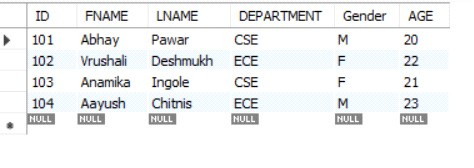 ID FNAME LNAME DEPARTMENT Gender AGE
101 Abhay Pawar CSE M 20
102 Vrushali Deshmukh ECE F 22
103 Anamika Ingole CSE F 21
104 Aayush Chitnis ECE M 23
NULL NULL NULL NULL NULL NULL